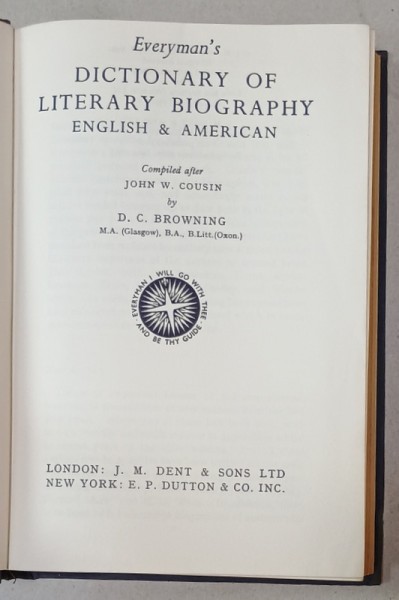 Everyman's
DICTIONARY OF
LITERARY BIOGRAPHY
ENGLISH & AMERICAN
Compiled after
JOHN W. COUSIN
by
D. C. BROWNING
M.A. (Glasgow), B.A., B.Litt.(Oxon.)
EVERYMAN I WILL GO WITH THEE
AND BE THY GUIDE
LONDON: J. M. DENT & SONS LTD
NEW YORK: E. P. DUTTON & CO. INC.